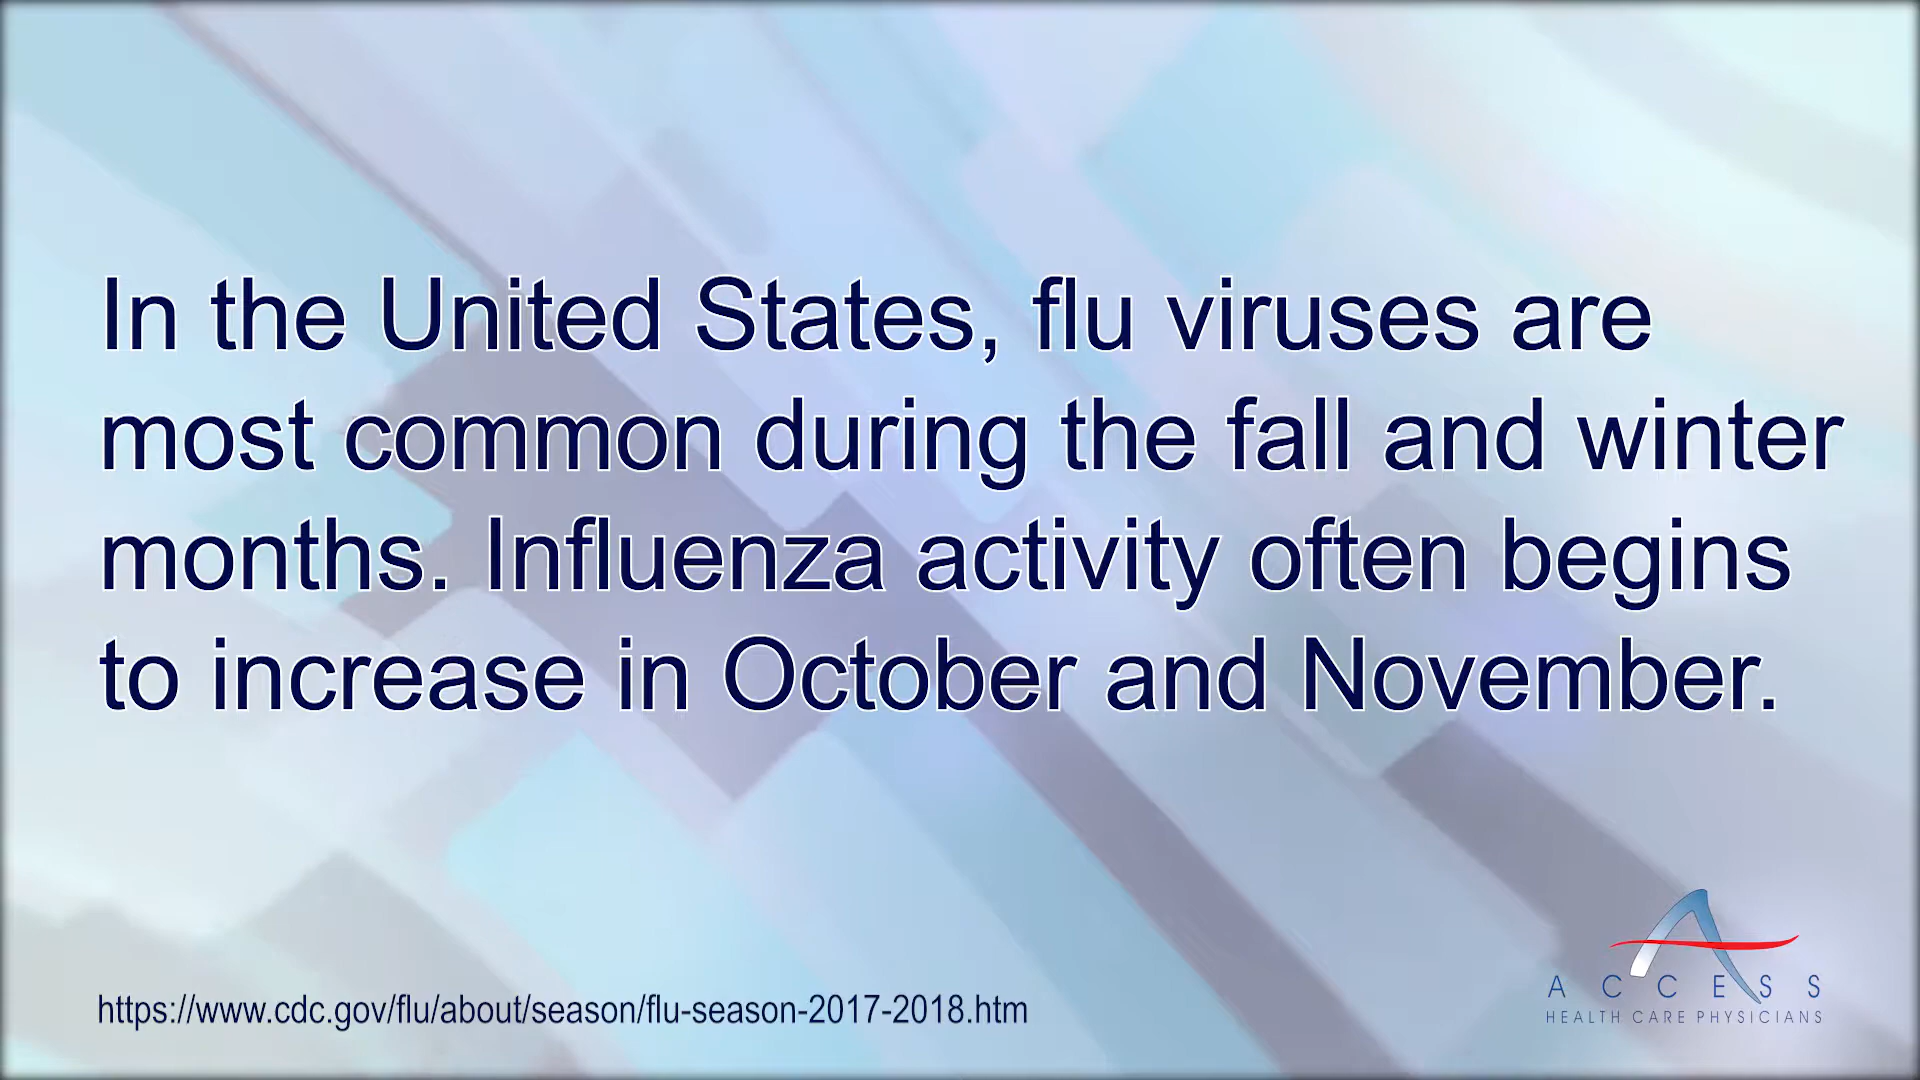 In the United States, flu viruses are
most common during the fall and winter
months. Influenza activity often begins
to increase in October and November.
https://www.cdc.gov/flu/about/season/flu-season-2017-2018.htm
ACCESS
HEALTH CARE PHYSICIANS